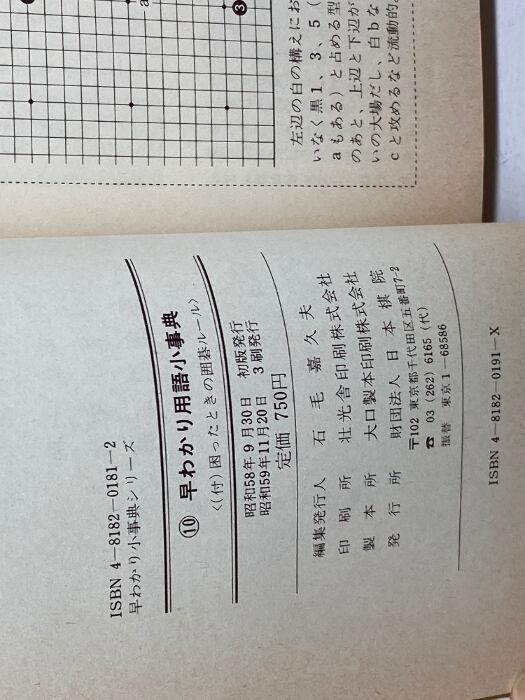 左辺の白の構えにお
いなく黒1、3、5（
aもある）と占める型
のあと、上辺と下辺が
いの大場だし、白bな
cと攻めるなど流動的。
ISBN 4－8182－0181－2
早わかり小事典シリーズ
⑩ 早わかり用語小事典
〈(付)困ったときの囲碁ルール〉
昭和58年9月30日 初版発行
昭和59年11月20日 3刷発行
定価 750円
編集発行人 石毛嘉久夫
印刷所 壮光舎印刷株式会社
製本所 大口製本印刷株式会社
発行所 財団法人 日本棋院
〒102 東京都千代田区五番町7-2
☎ 03（262）6165（代）
振替 東京1－68586
ISBN 4－8182－0191－X